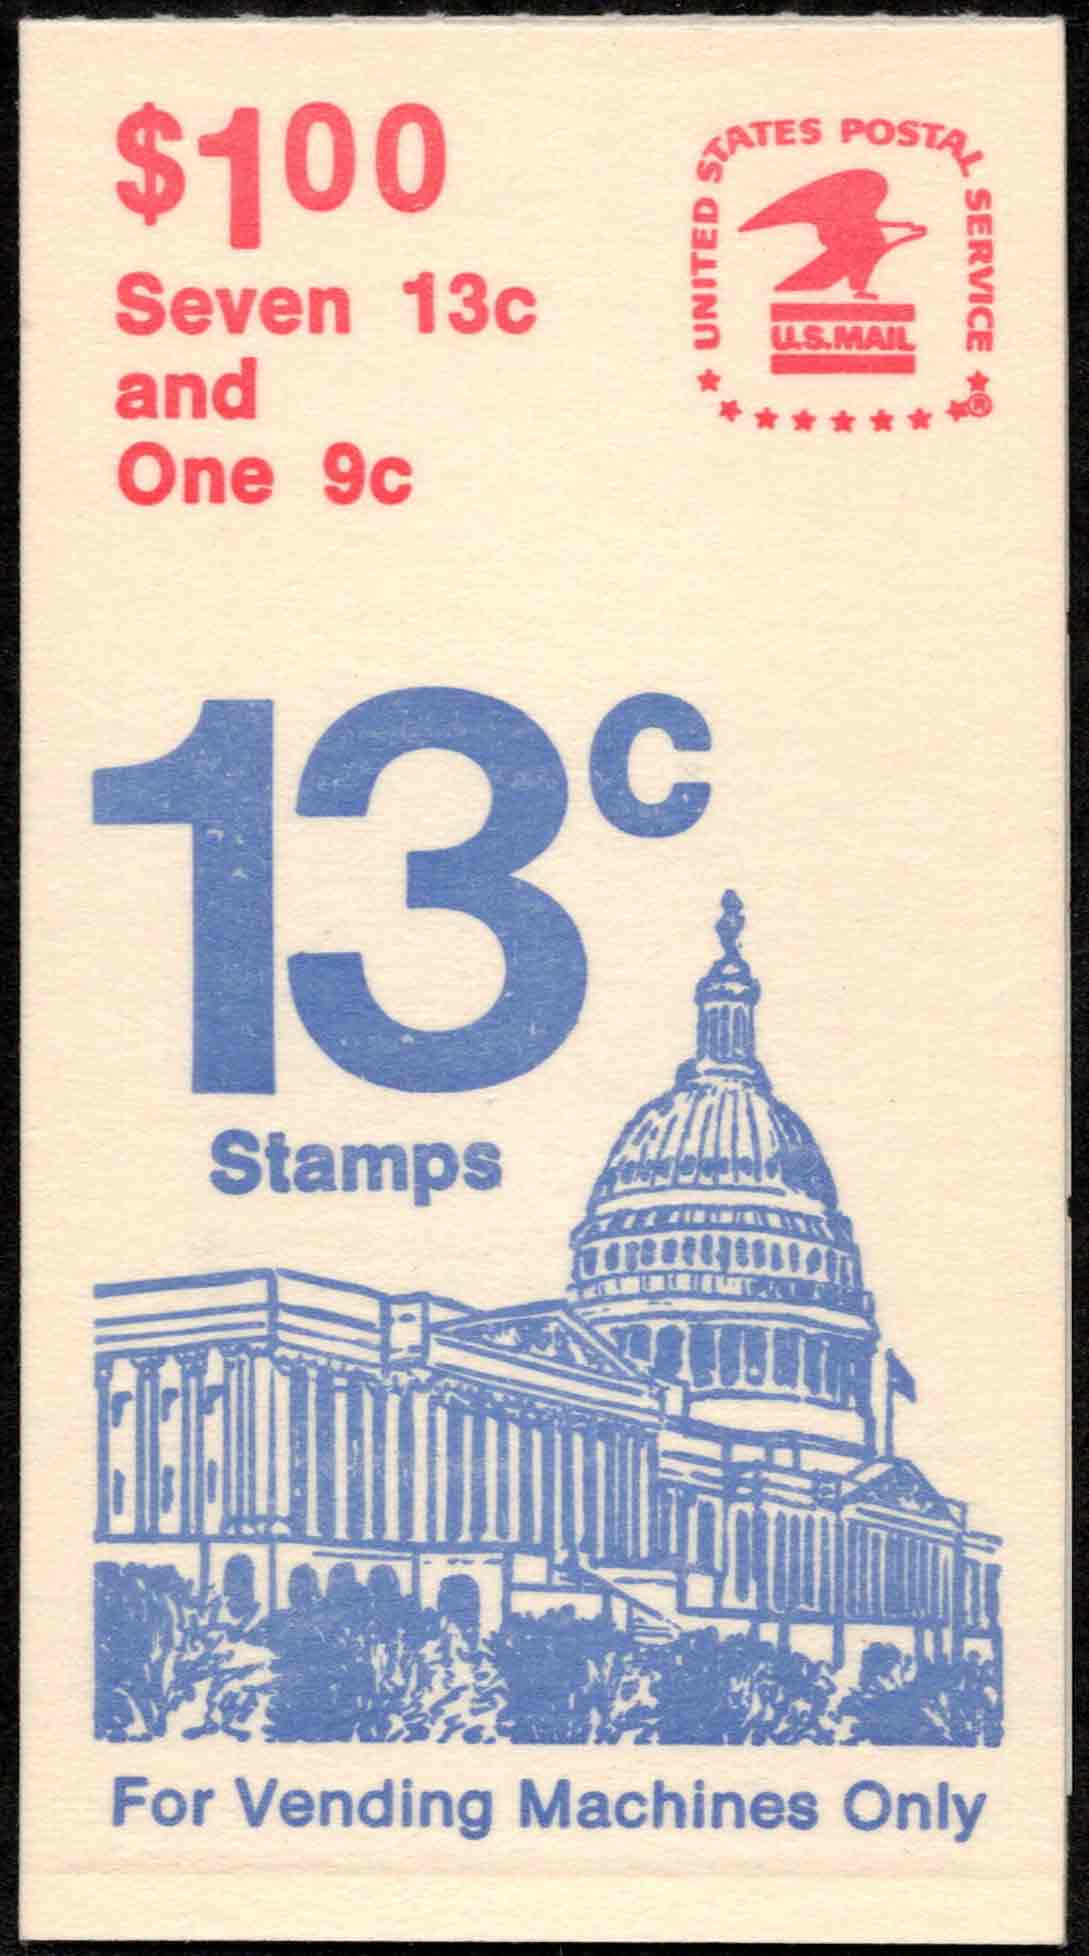 $1.00
Seven 13c
and
One 9c
UNITED STATES POSTAL SERVICE
U.S.MAIL
®
13c
Stamps
For Vending Machines Only